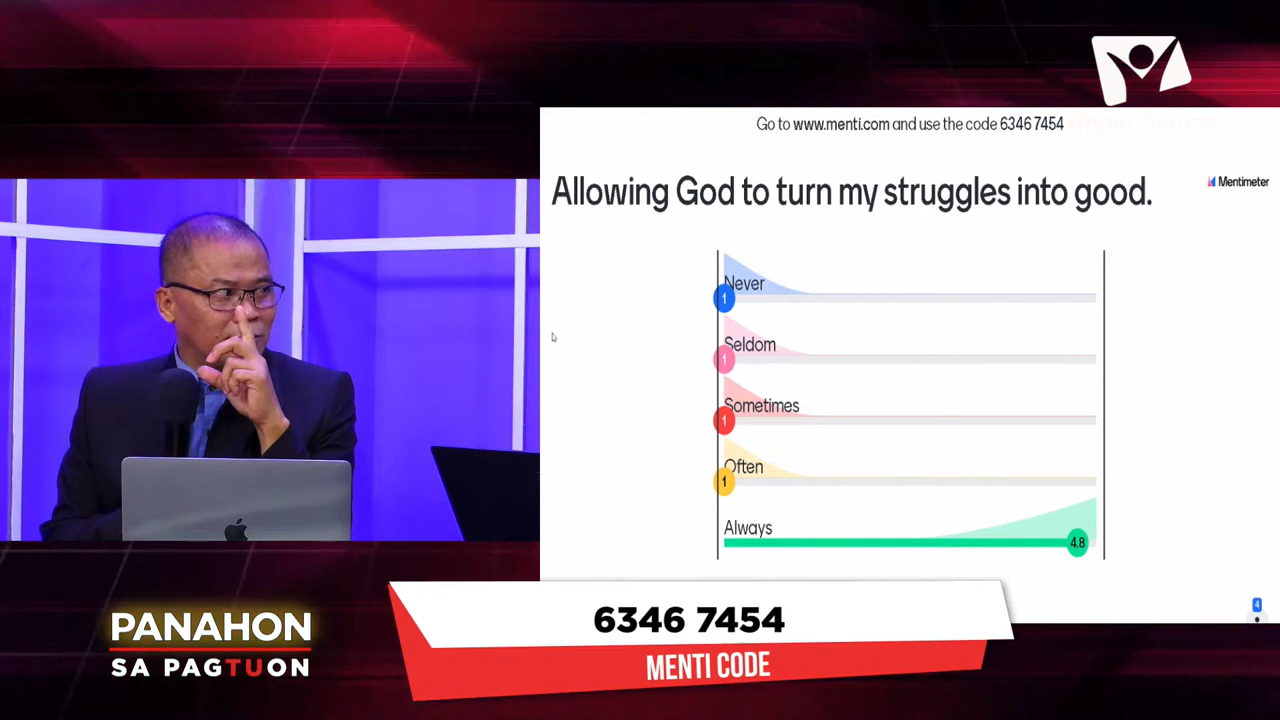 Go to www.menti.com and use the code 6346 7454
Allowing God to turn my struggles into good.
Mentimeter
Never
1
Seldom
1
Sometimes
1
Often
1
Always
4.8
4
6346 7454
MENTI CODE
PANAHON
SA PAGTUON